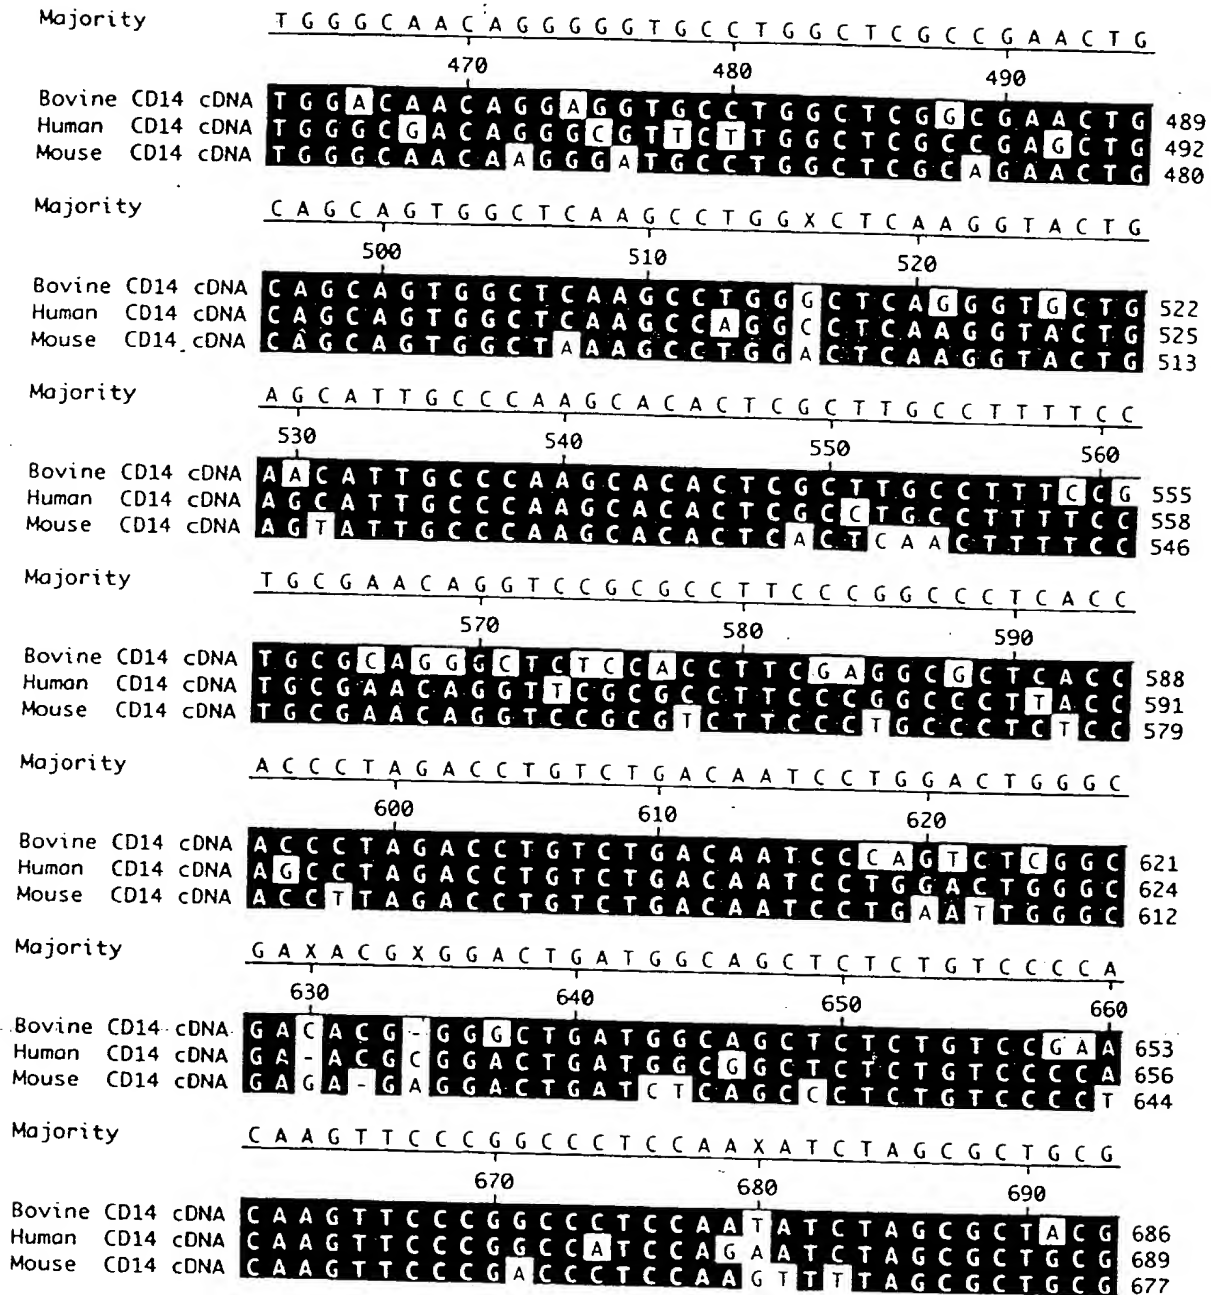 Majority T G G G C A A C A G G G G G T G C C T G G C T C G C C G A A C T G
470 480 490
Bovine CD14 cDNA T G G A C A A C A G G A G G T G C C T G G C T C G G C G A A C T G 489
Human CD14 cDNA T G G G C G A C A G G G C G T T C T T G G C T C G C C G A G C T G 492
Mouse CD14 cDNA T G G G C A A C A A G G G A T G C C T G G C T C G C A G A A C T G 480
Majority C A G C A G T G G C T C A A G C C T G G X C T C A A G G T A C T G
500 510 520
Bovine CD14 cDNA C A G C A G T G G C T C A A G C C T G G G C T C A G G G T G C T G 522
Human CD14 cDNA C A G C A G T G G C T C A A G C C A G G C C T C A A G G T A C T G 525
Mouse CD14 cDNA C A G C A G T G G C T A A A G C C T G G A C T C A A G G T A C T G 513
Majority A G C A T T G C C C A A G C A C A C T C G C T T G C C T T T T C C
530 540 550 560
Bovine CD14 cDNA A A C A T T G C C C A A G C A C A C T C G C T T G C C T T T C C G 555
Human CD14 cDNA A G C A T T G C C C A A G C A C A C T C G C C T G C C T T T T C C 558
Mouse CD14 cDNA A G T A T T G C C C A A G C A C A C T C A C T C A A C T T T T C C 546
Majority T G C G A A C A G G T C C G C G C C T T C C C G G C C C T C A C C
570 580 590
Bovine CD14 cDNA T G C G C A G G G C T C T C C A C C T T C G A G G C G C T C A C C 588
Human CD14 cDNA T G C G A A C A G G T T C G C G C C T T C C C G G C C C T T A C C 591
Mouse CD14 cDNA T G C G A A C A G G T C C G C G T C T T C C C T G C C C T C T C C 579
Majority A C C C T A G A C C T G T C T G A C A A T C C T G G A C T G G G C
600 610 620
Bovine CD14 cDNA A C C C T A G A C C T G T C T G A C A A T C C C A G T C T C G G C 621
Human CD14 cDNA A G C C T A G A C C T G T C T G A C A A T C C T G G A C T G G G C 624
Mouse CD14 cDNA A C C T T A G A C C T G T C T G A C A A T C C T G A A T T G G G C 612
Majority G A X A C G X G G A C T G A T G G C A G C T C T C T G T C C C C A
630 640 650 660
Bovine CD14 cDNA G A C A C G - G G G C T G A T G G C A G C T C T C T G T C C G A A 653
Human CD14 cDNA G A - A C G C G G A C T G A T G G C G G C T C T C T G T C C C C A 656
Mouse CD14 cDNA G A G A - G A G G A C T G A T C T C A G C C C T C T G T C C C C T 644
Majority C A A G T T C C C G G C C C T C C A A X A T C T A G C G C T G C G
670 680 690
Bovine CD14 cDNA C A A G T T C C C G G C C C T C C A A T A T C T A G C G C T A C G 686
Human CD14 cDNA C A A G T T C C C G G C C A T C C A G A A T C T A G C G C T G C G 689
Mouse CD14 cDNA C A A G T T C C C G A C C C T C C A A G T T T T A G C G C T G C G 677